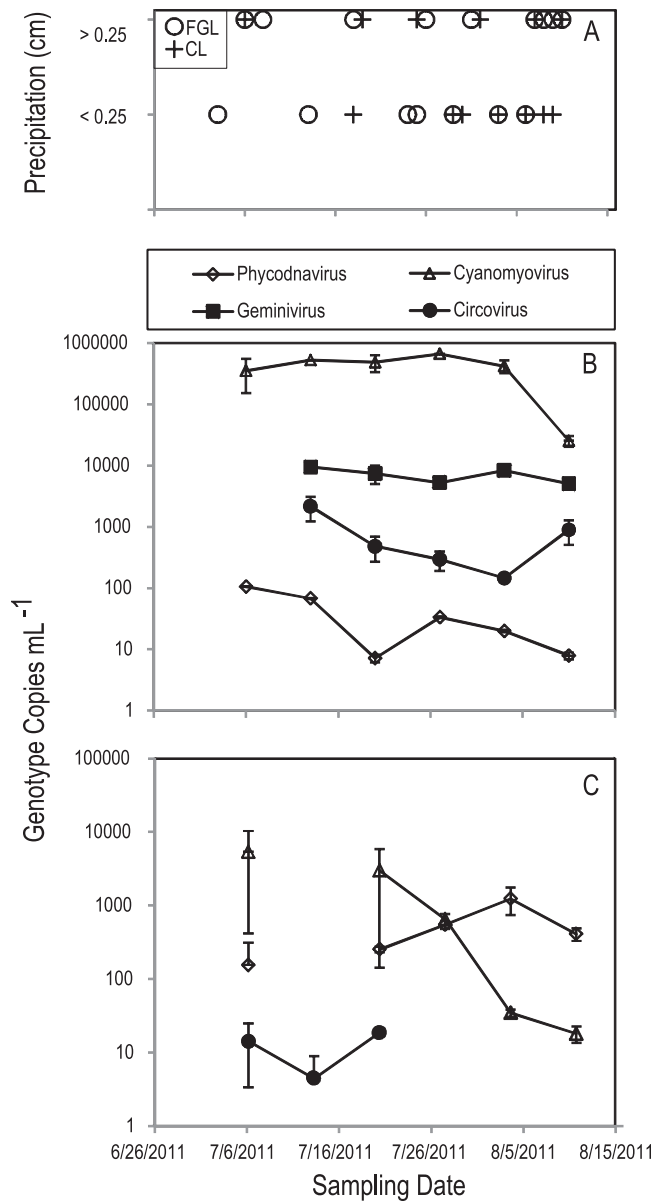 Precipitation (cm)
> 0.25
< 0.25
FGL
CL
A
Phycodnavirus
Cyanomyovirus
Geminivirus
Circovirus
Genotype Copies mL -1
B
1000000
100000
10000
1000
100
10
1
C
100000
10000
1000
100
10
1
6/26/2011 7/6/2011 7/16/2011 7/26/2011 8/5/2011 8/15/2011
Sampling Date